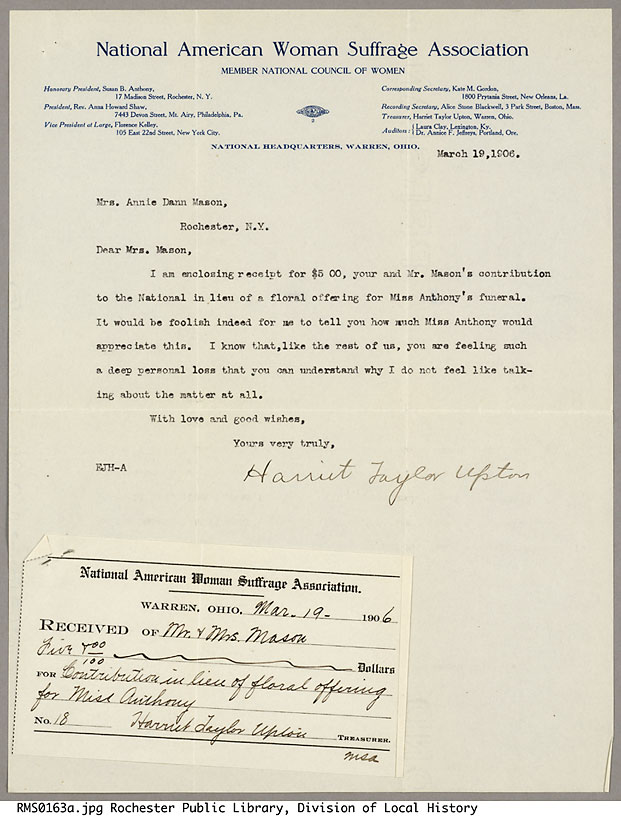 National American Woman Suffrage Association
MEMBER NATIONAL COUNCIL OF WOMEN
Honorary President, Susan B. Anthony,
17 Madison Street, Rochester, N. Y.
President, Rev. Anna Howard Shaw,
7443 Devon Street, Mt. Airy, Philadelphia, Pa.
Vice President at Large, Florence Kelley,
105 East 22nd Street, New York City.
Corresponding Secretary, Kate M. Gordon,
1800 Prytania Street, New Orleans, La.
Recording Secretary, Alice Stone Blackwell, 3 Park Street, Boston, Mass.
Treasurer, Harriet Taylor Upton, Warren, Ohio.
Auditors: { Laura Clay, Lexington, Ky.
Dr. Annice F. Jeffreys, Portland, Ore.
NATIONAL HEADQUARTERS, WARREN, OHIO.
March 19,1906.
Mrs. Annie Dann Mason,
Rochester, N.Y.
Dear Mrs. Mason,
I am enclosing receipt for $5 00, your and Mr. Mason's contribution
to the National in lieu of a floral offering for Miss Anthony's funeral.
It would be foolish indeed for me to tell you how much Miss Anthony would
appreciate this. I know that,like the rest of us, you are feeling such
a deep personal loss that you can understand why I do not feel like talk-
ing about the matter at all.
With love and good wishes,
Yours very truly,
EJH-A
Harriet Taylor Upton
National American Woman Suffrage Association.
WARREN, OHIO, Mar. 19- 1906
RECEIVED OF Mr. & Mrs. Mason
Five & 00/100 Dollars
FOR Contribution in lieu of floral offering
for Miss Anthony
No. 18 Harriet Taylor Upton TREASURER.
msa
RMS0163a.jpg Rochester Public Library, Division of Local History